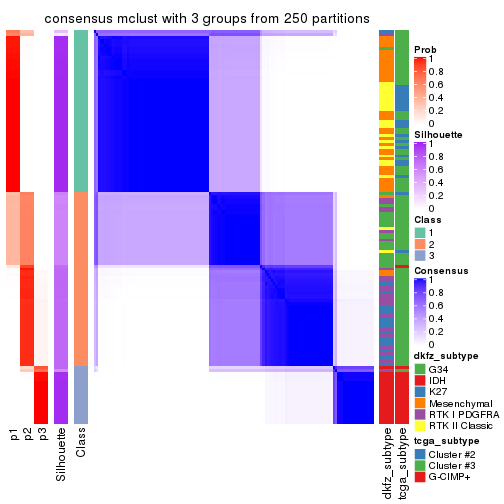 consensus mclust with 3 groups from 250 partitions
Prob
1
0.8
0.6
0.4
0.2
0
Silhouette
1
0.8
0.6
0.4
0.2
0
Class
1
2
3
Consensus
1
0.8
0.6
0.4
0.2
0
dkfz_subtype
G34
IDH
K27
Mesenchymal
RTK I PDGFRA
RTK II Classic
tcga_subtype
Cluster #2
Cluster #3
G-CIMP+
p1
p2
p3
Silhouette
Class
dkfz_subtype
tcga_subtype